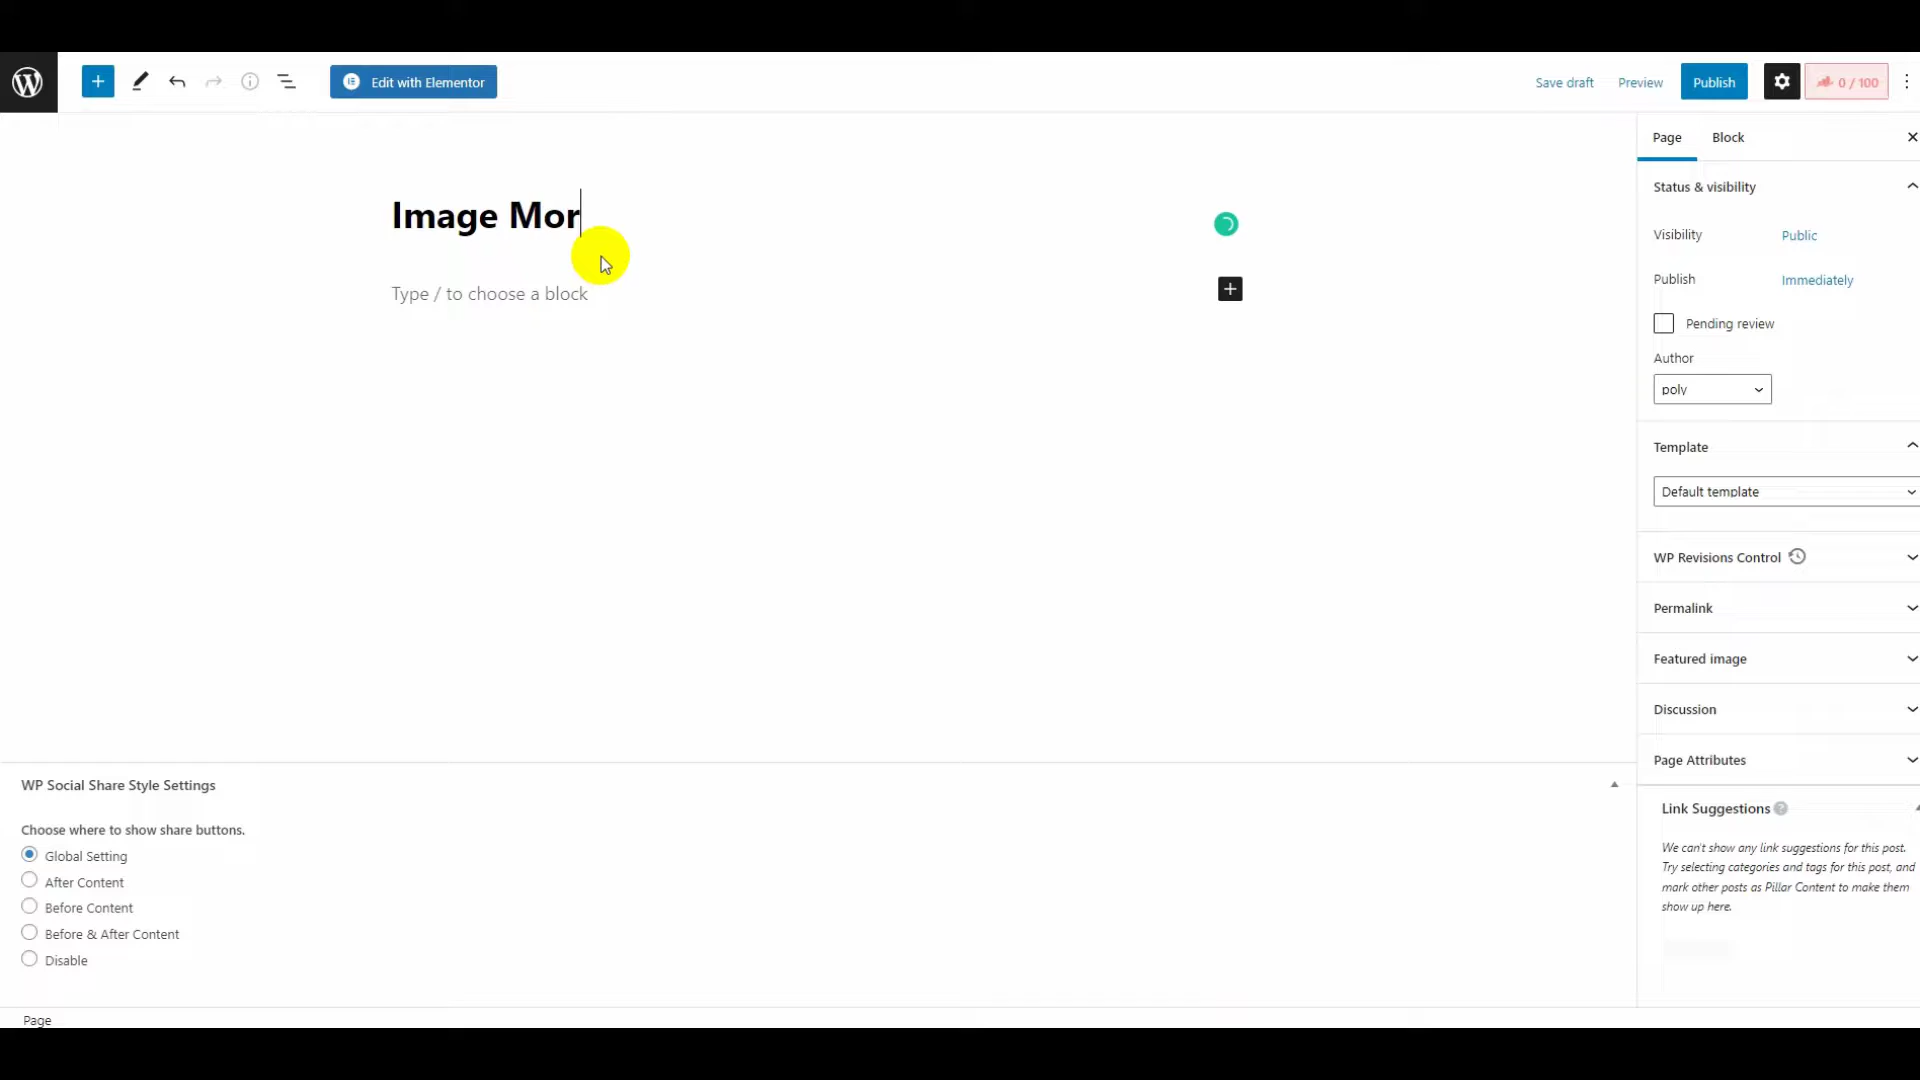 Edit with Elementor
Save draft
Preview
Publish
0 / 100
Page
Block
Image Mor
Type / to choose a block
Status & visibility
Visibility
Public
Publish
Immediately
Pending review
Author
poly
Template
Default template
WP Revisions Control
Permalink
Featured image
Discussion
Page Attributes
Link Suggestions
We can't show any link suggestions for this post.
Try selecting categories and tags for this post, and
mark other posts as Pillar Content to make them
show up here.
WP Social Share Style Settings
Choose where to show share buttons.
Global Setting
After Content
Before Content
Before & After Content
Disable
Page